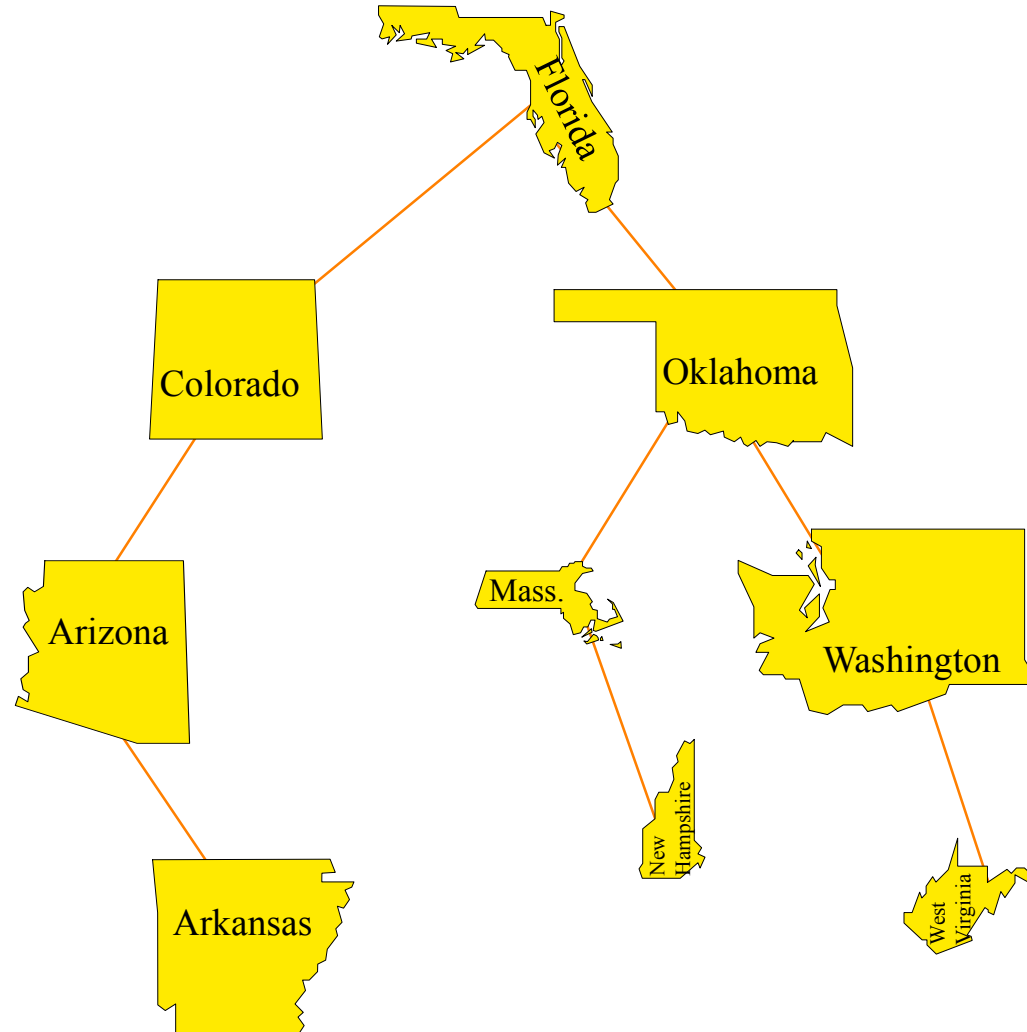 Florida
Colorado
Oklahoma
Mass.
Arizona
Washington
New
Hampshire
West
Virginia
Arkansas